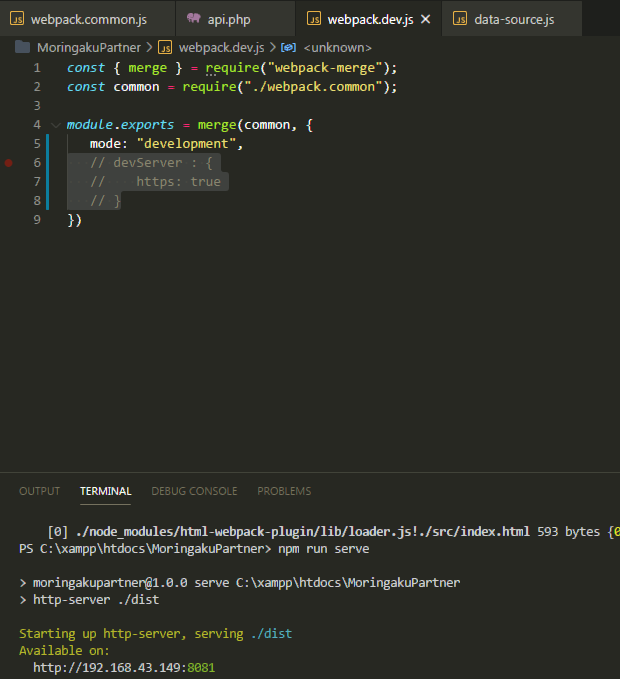 webpack.common.js api.php webpack.dev.js data-source.js
MoringakuPartner > webpack.dev.js > <unknown>
1 const { merge } = require("webpack-merge");
2 const common = require("./webpack.common");
3
4 module.exports = merge(common, {
5 mode: "development",
6 // devServer : {
7 // https: true
8 // }
9 })
OUTPUT TERMINAL DEBUG CONSOLE PROBLEMS
[0] ./node_modules/html-webpack-plugin/lib/loader.js!./src/index.html 593 bytes {0
PS C:\xampp\htdocs\MoringakuPartner> npm run serve
> moringakupartner@1.0.0 serve C:\xampp\htdocs\MoringakuPartner
> http-server ./dist
Starting up http-server, serving ./dist
Available on:
http://192.168.43.149:8081